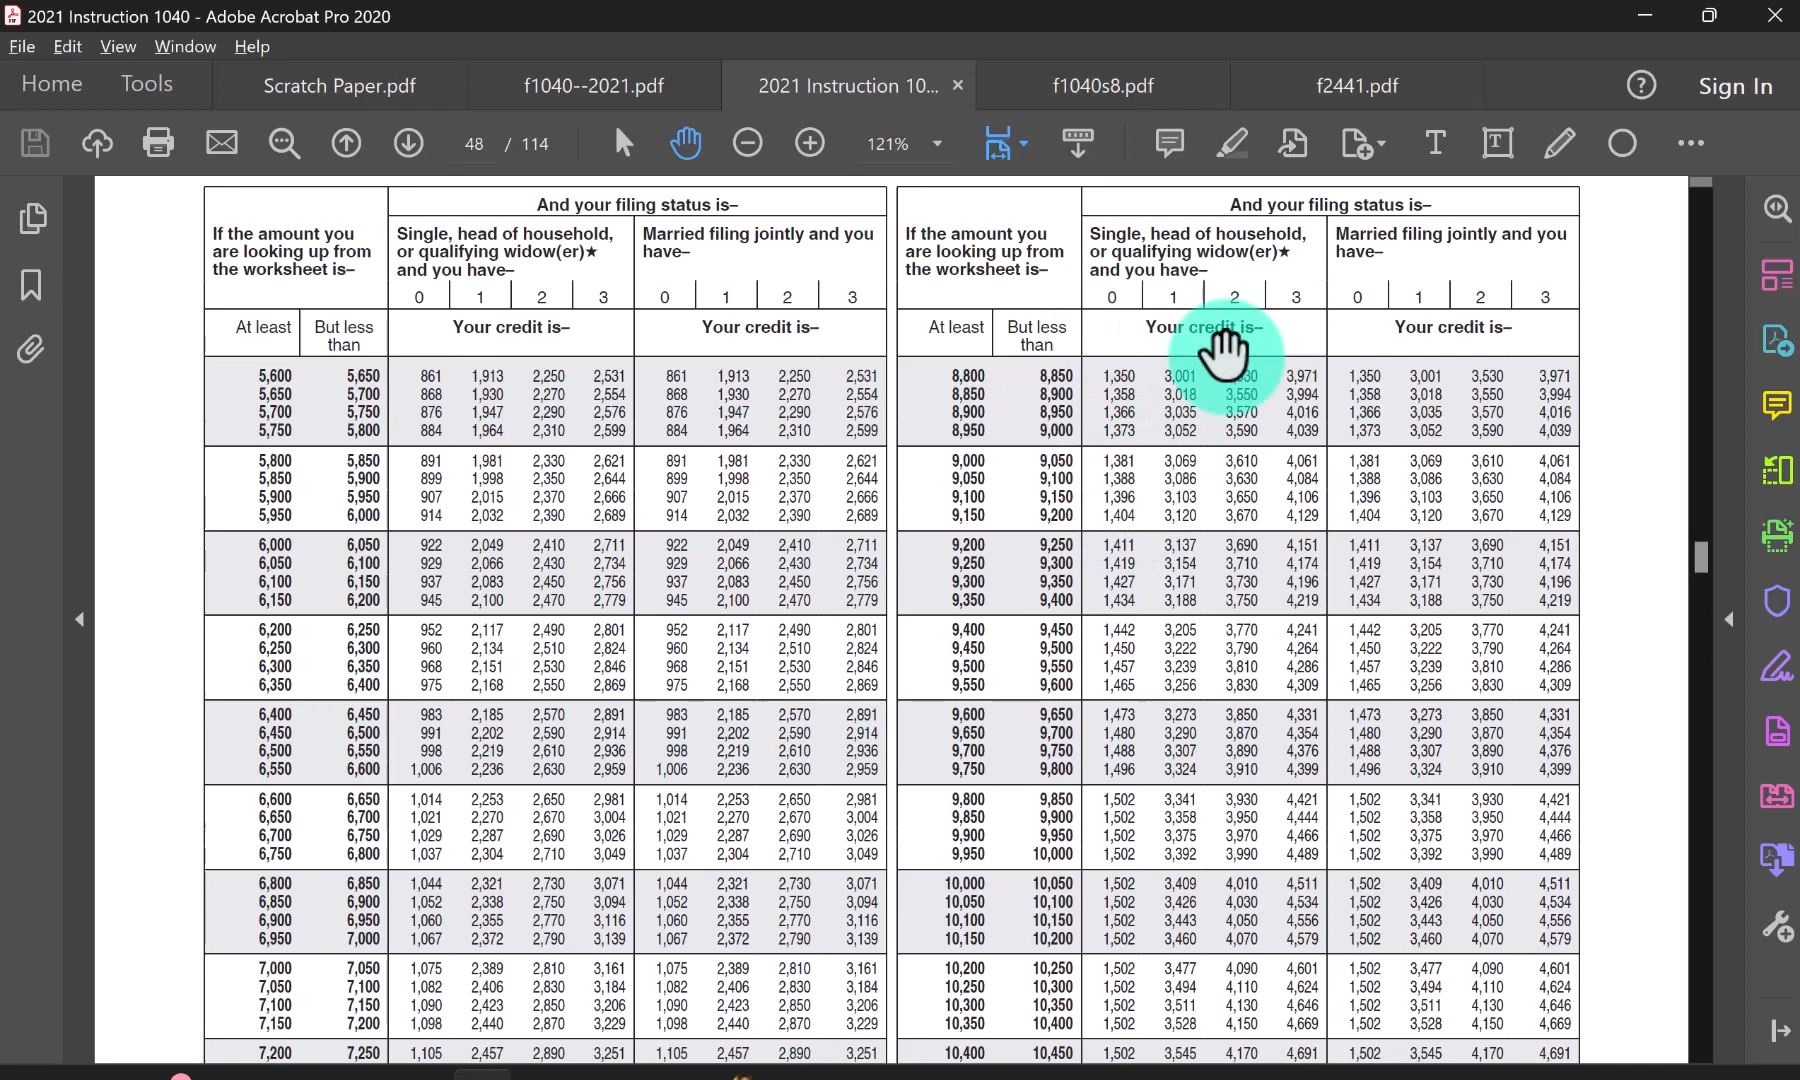 2021 Instruction 1040 - Adobe Acrobat Pro 2020
File Edit View Window Help
Home Tools Scratch Paper.pdf f1040--2021.pdf 2021 Instruction 10... × f1040s8.pdf f2441.pdf ? Sign In
48 / 114 121%
And your filing status is– And your filing status is–
If the amount you Single, head of household, Married filing jointly and you If the amount you Single, head of household, Married filing jointly and you
are looking up from or qualifying widow(er)★ have– are looking up from or qualifying widow(er)★ have–
the worksheet is– and you have– the worksheet is– and you have–
0 1 2 3 0 1 2 3 0 1 2 3 0 1 2 3
At least But less Your credit is– Your credit is– At least But less Your credit is– Your credit is–
than than
5,600 5,650 861 1,913 2,250 2,531 861 1,913 2,250 2,531 8,800 8,850 1,350 3,001 3,971 1,350 3,001 3,530 3,971
5,650 5,700 868 1,930 2,270 2,554 868 1,930 2,270 2,554 8,850 8,900 1,358 3,018 3,550 3,994 1,358 3,018 3,550 3,994
5,700 5,750 876 1,947 2,290 2,576 876 1,947 2,290 2,576 8,900 8,950 1,366 3,035 3,570 4,016 1,366 3,035 3,570 4,016
5,750 5,800 884 1,964 2,310 2,599 884 1,964 2,310 2,599 8,950 9,000 1,373 3,052 3,590 4,039 1,373 3,052 3,590 4,039
5,800 5,850 891 1,981 2,330 2,621 891 1,981 2,330 2,621 9,000 9,050 1,381 3,069 3,610 4,061 1,381 3,069 3,610 4,061
5,850 5,900 899 1,998 2,350 2,644 899 1,998 2,350 2,644 9,050 9,100 1,388 3,086 3,630 4,084 1,388 3,086 3,630 4,084
5,900 5,950 907 2,015 2,370 2,666 907 2,015 2,370 2,666 9,100 9,150 1,396 3,103 3,650 4,106 1,396 3,103 3,650 4,106
5,950 6,000 914 2,032 2,390 2,689 914 2,032 2,390 2,689 9,150 9,200 1,404 3,120 3,670 4,129 1,404 3,120 3,670 4,129
6,000 6,050 922 2,049 2,410 2,711 922 2,049 2,410 2,711 9,200 9,250 1,411 3,137 3,690 4,151 1,411 3,137 3,690 4,151
6,050 6,100 929 2,066 2,430 2,734 929 2,066 2,430 2,734 9,250 9,300 1,419 3,154 3,710 4,174 1,419 3,154 3,710 4,174
6,100 6,150 937 2,083 2,450 2,756 937 2,083 2,450 2,756 9,300 9,350 1,427 3,171 3,730 4,196 1,427 3,171 3,730 4,196
6,150 6,200 945 2,100 2,470 2,779 945 2,100 2,470 2,779 9,350 9,400 1,434 3,188 3,750 4,219 1,434 3,188 3,750 4,219
6,200 6,250 952 2,117 2,490 2,801 952 2,117 2,490 2,801 9,400 9,450 1,442 3,205 3,770 4,241 1,442 3,205 3,770 4,241
6,250 6,300 960 2,134 2,510 2,824 960 2,134 2,510 2,824 9,450 9,500 1,450 3,222 3,790 4,264 1,450 3,222 3,790 4,264
6,300 6,350 968 2,151 2,530 2,846 968 2,151 2,530 2,846 9,500 9,550 1,457 3,239 3,810 4,286 1,457 3,239 3,810 4,286
6,350 6,400 975 2,168 2,550 2,869 975 2,168 2,550 2,869 9,550 9,600 1,465 3,256 3,830 4,309 1,465 3,256 3,830 4,309
6,400 6,450 983 2,185 2,570 2,891 983 2,185 2,570 2,891 9,600 9,650 1,473 3,273 3,850 4,331 1,473 3,273 3,850 4,331
6,450 6,500 991 2,202 2,590 2,914 991 2,202 2,590 2,914 9,650 9,700 1,480 3,290 3,870 4,354 1,480 3,290 3,870 4,354
6,500 6,550 998 2,219 2,610 2,936 998 2,219 2,610 2,936 9,700 9,750 1,488 3,307 3,890 4,376 1,488 3,307 3,890 4,376
6,550 6,600 1,006 2,236 2,630 2,959 1,006 2,236 2,630 2,959 9,750 9,800 1,496 3,324 3,910 4,399 1,496 3,324 3,910 4,399
6,600 6,650 1,014 2,253 2,650 2,981 1,014 2,253 2,650 2,981 9,800 9,850 1,502 3,341 3,930 4,421 1,502 3,341 3,930 4,421
6,650 6,700 1,021 2,270 2,670 3,004 1,021 2,270 2,670 3,004 9,850 9,900 1,502 3,358 3,950 4,444 1,502 3,358 3,950 4,444
6,700 6,750 1,029 2,287 2,690 3,026 1,029 2,287 2,690 3,026 9,900 9,950 1,502 3,375 3,970 4,466 1,502 3,375 3,970 4,466
6,750 6,800 1,037 2,304 2,710 3,049 1,037 2,304 2,710 3,049 9,950 10,000 1,502 3,392 3,990 4,489 1,502 3,392 3,990 4,489
6,800 6,850 1,044 2,321 2,730 3,071 1,044 2,321 2,730 3,071 10,000 10,050 1,502 3,409 4,010 4,511 1,502 3,409 4,010 4,511
6,850 6,900 1,052 2,338 2,750 3,094 1,052 2,338 2,750 3,094 10,050 10,100 1,502 3,426 4,030 4,534 1,502 3,426 4,030 4,534
6,900 6,950 1,060 2,355 2,770 3,116 1,060 2,355 2,770 3,116 10,100 10,150 1,502 3,443 4,050 4,556 1,502 3,443 4,050 4,556
6,950 7,000 1,067 2,372 2,790 3,139 1,067 2,372 2,790 3,139 10,150 10,200 1,502 3,460 4,070 4,579 1,502 3,460 4,070 4,579
7,000 7,050 1,075 2,389 2,810 3,161 1,075 2,389 2,810 3,161 10,200 10,250 1,502 3,477 4,090 4,601 1,502 3,477 4,090 4,601
7,050 7,100 1,082 2,406 2,830 3,184 1,082 2,406 2,830 3,184 10,250 10,300 1,502 3,494 4,110 4,624 1,502 3,494 4,110 4,624
7,100 7,150 1,090 2,423 2,850 3,206 1,090 2,423 2,850 3,206 10,300 10,350 1,502 3,511 4,130 4,646 1,502 3,511 4,130 4,646
7,150 7,200 1,098 2,440 2,870 3,229 1,098 2,440 2,870 3,229 10,350 10,400 1,502 3,528 4,150 4,669 1,502 3,528 4,150 4,669
7,200 7,250 1,105 2,457 2,890 3,251 1,105 2,457 2,890 3,251 10,400 10,450 1,502 3,545 4,170 4,691 1,502 3,545 4,170 4,691